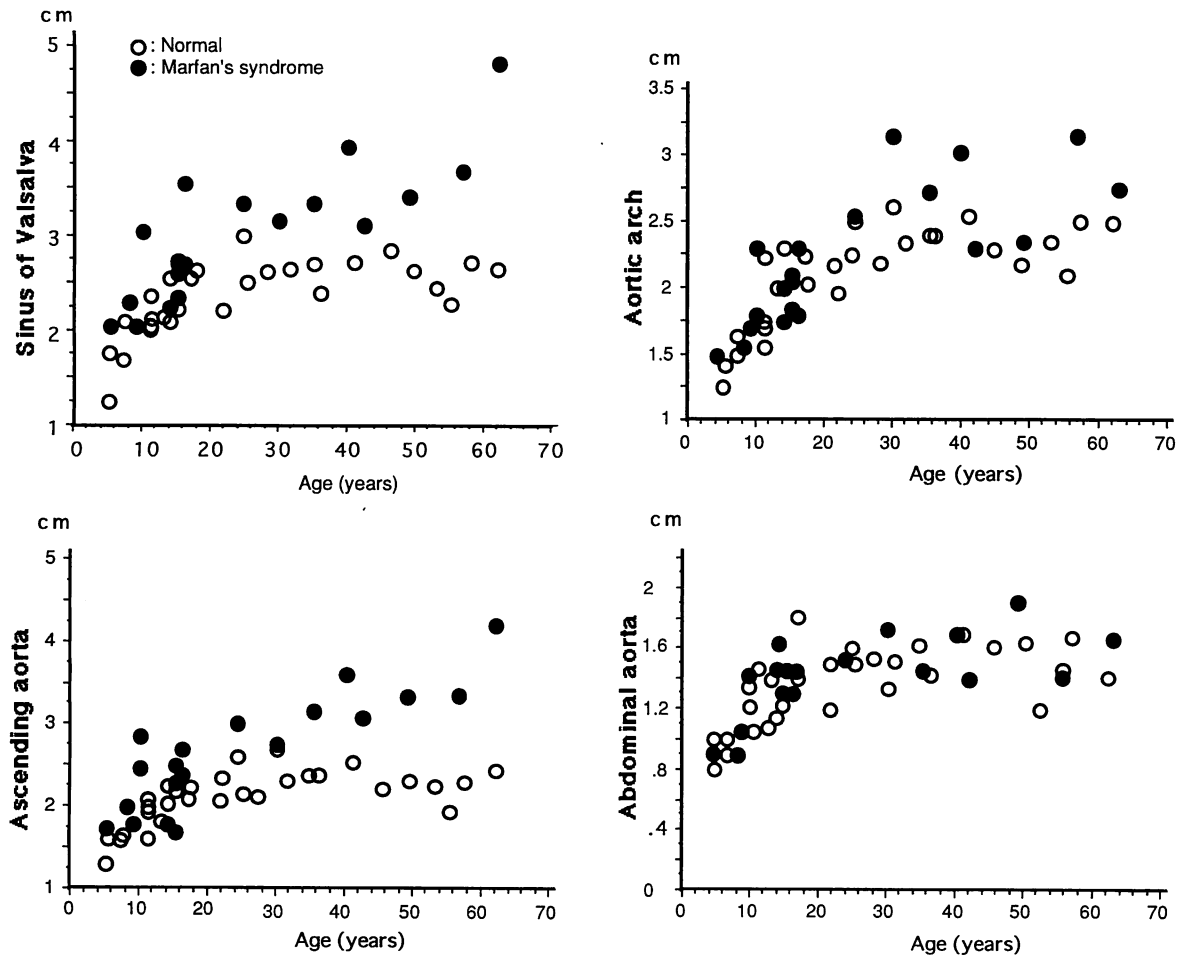 cm
5
4
3
2
1
Sinus of Valsalva
: Normal
: Marfan's syndrome
0 10 20 30 40 50 60 70
Age (years)
cm
3.5
3
2.5
2
1.5
1
Aortic arch
0 10 20 30 40 50 60 70
Age (years)
cm
5
4
3
2
1
Ascending aorta
0 10 20 30 40 50 60 70
Age (years)
cm
2
1.6
1.2
.8
.4
0
Abdominal aorta
0 10 20 30 40 50 60 70
Age (years)